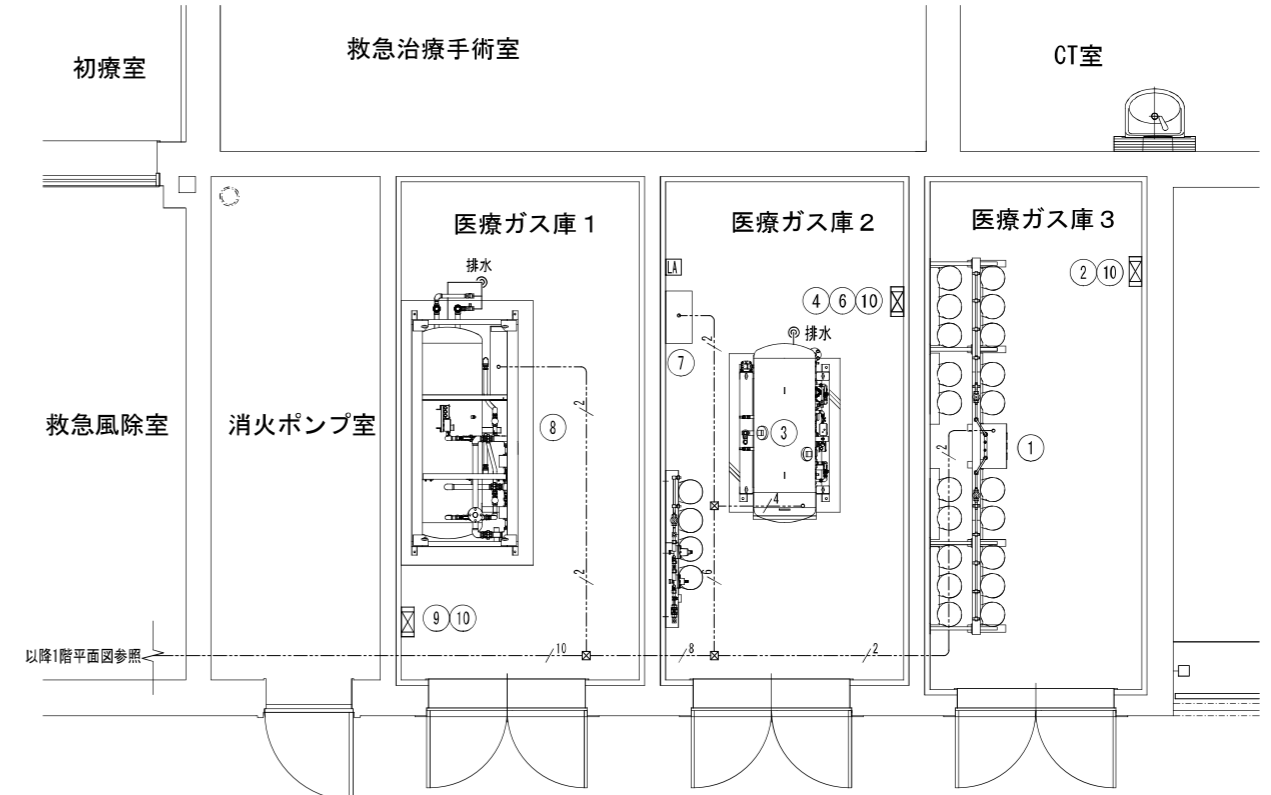 初療室
救急治療手術室
CT室
医療ガス庫1
医療ガス庫2
医療ガス庫3
排水
LA
④⑥⑩
②⑩
排水
⑦
2
2
⑧
③
救急風除室
消火ポンプ室
2
①
4
2
6
⑨⑩
以降1階平面図参照
10
8
2